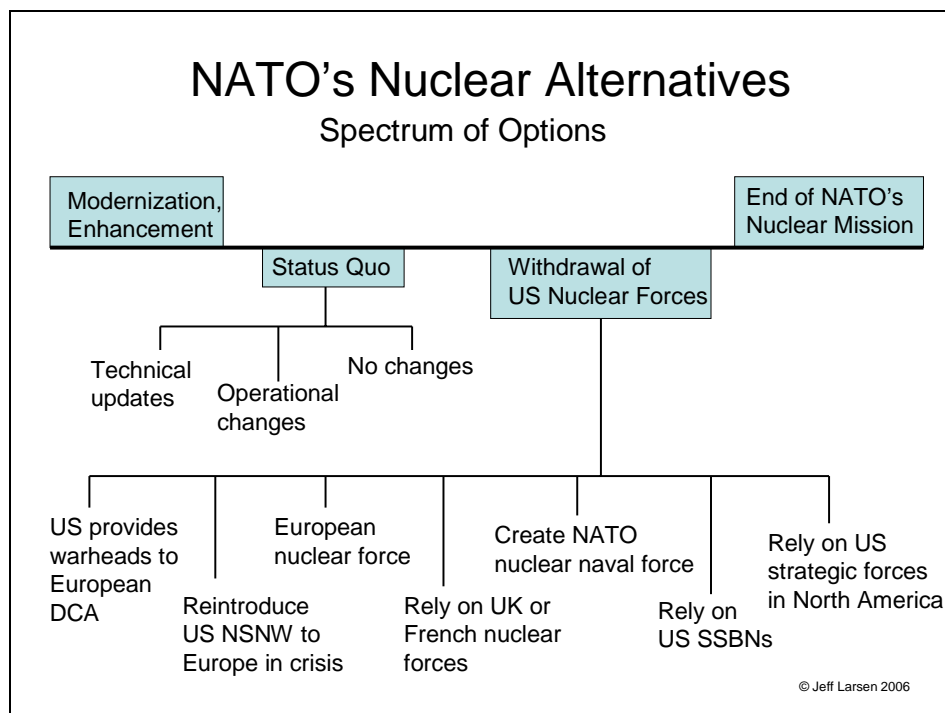 NATO’s Nuclear Alternatives
Spectrum of Options
Modernization,
Enhancement
End of NATO’s
Nuclear Mission
Status Quo
Withdrawal of
US Nuclear Forces
Technical
updates
Operational
changes
No changes
US provides
warheads to
European
DCA
Reintroduce
US NSNW to
Europe in crisis
European
nuclear force
Rely on UK or
French nuclear
forces
Create NATO
nuclear naval force
Rely on
US SSBNs
Rely on US
strategic forces
in North America
© Jeff Larsen 2006